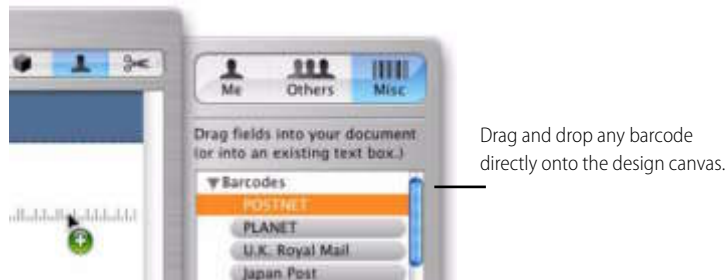 Me Others Misc
Drag fields into your document
(or into an existing text box.)
Barcodes
POSTNET
PLANET
U.K. Royal Mail
Japan Post
Drag and drop any barcode
directly onto the design canvas.